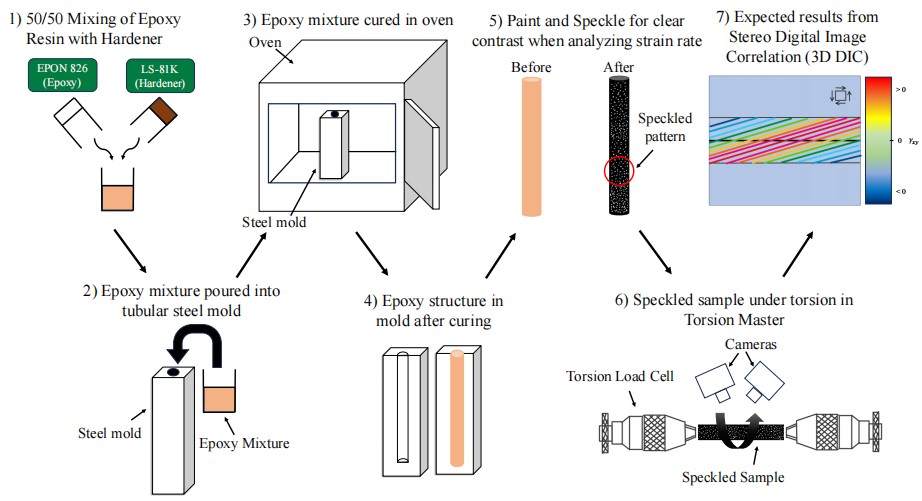 1) 50/50 Mixing of Epoxy
Resin with Hardener
EPON 826
(Epoxy)
LS-81K
(Hardener)
2) Epoxy mixture poured into
tubular steel mold
Steel mold
Epoxy Mixture
3) Epoxy mixture cured in oven
Oven
Steel mold
4) Epoxy structure in
mold after curing
5) Paint and Speckle for clear
contrast when analyzing strain rate
Before
After
Speckled
pattern
6) Speckled sample under torsion in
Torsion Master
Cameras
Torsion Load Cell
Speckled Sample
7) Expected results from
Stereo Digital Image
Correlation (3D DIC)
> 0
0 γxy
< 0